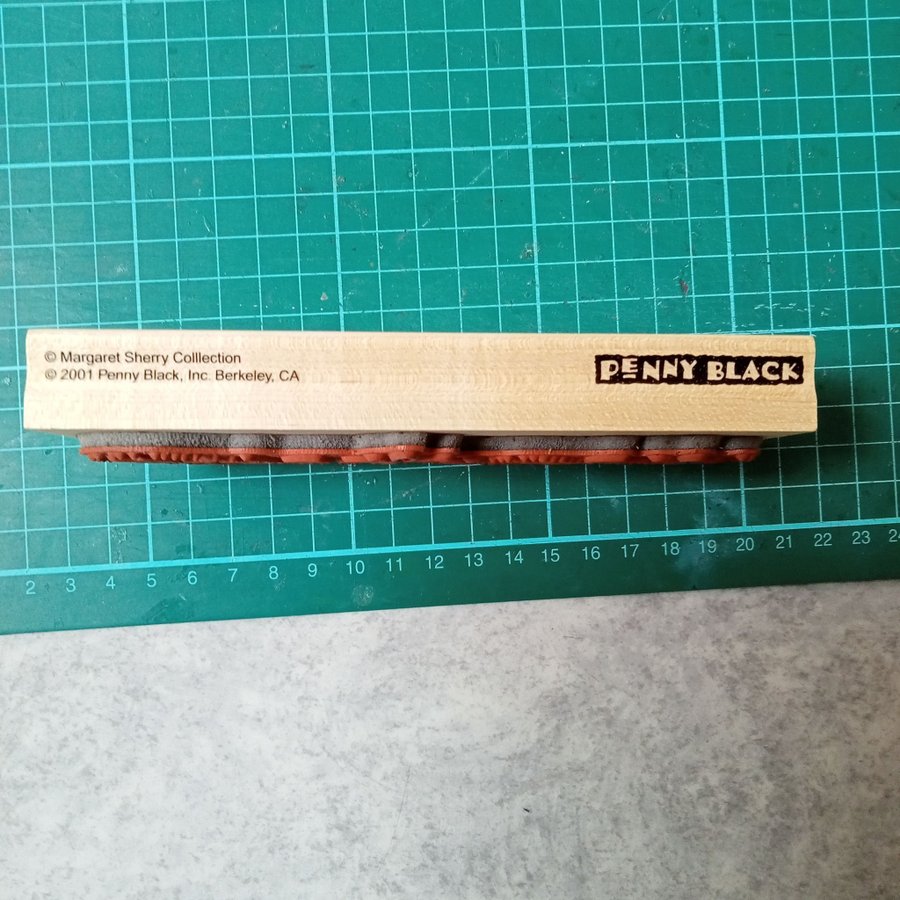 © Margaret Sherry Colllection
© 2001 Penny Black, Inc. Berkeley, CA
PENNY BLACK
2 3 4 5 6 7 8 9 10 11 12 13 14 15 16 17 18 19 20 21 22 23 24